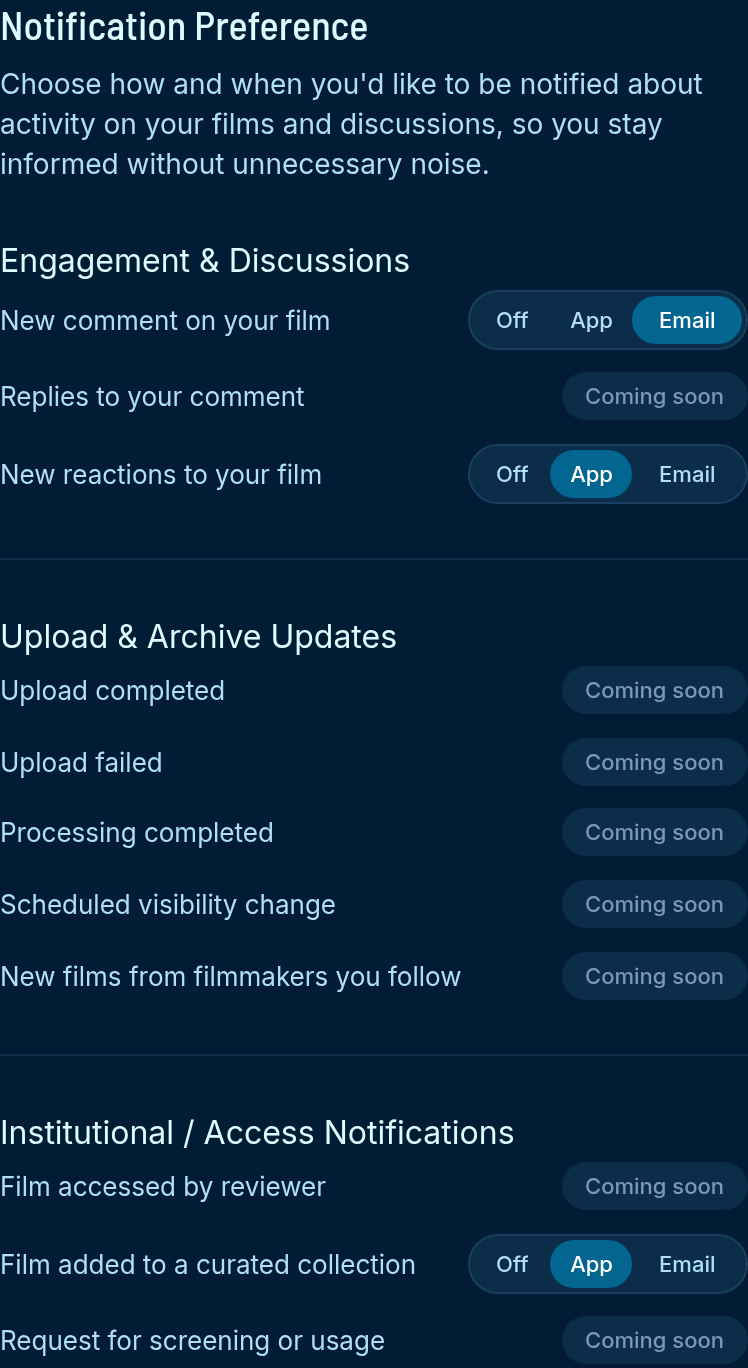 Notification Preference
Choose how and when you'd like to be notified about
activity on your films and discussions, so you stay
informed without unnecessary noise.
Engagement & Discussions
New comment on your film Off App Email
Replies to your comment Coming soon
New reactions to your film Off App Email
Upload & Archive Updates
Upload completed Coming soon
Upload failed Coming soon
Processing completed Coming soon
Scheduled visibility change Coming soon
New films from filmmakers you follow Coming soon
Institutional / Access Notifications
Film accessed by reviewer Coming soon
Film added to a curated collection Off App Email
Request for screening or usage Coming soon